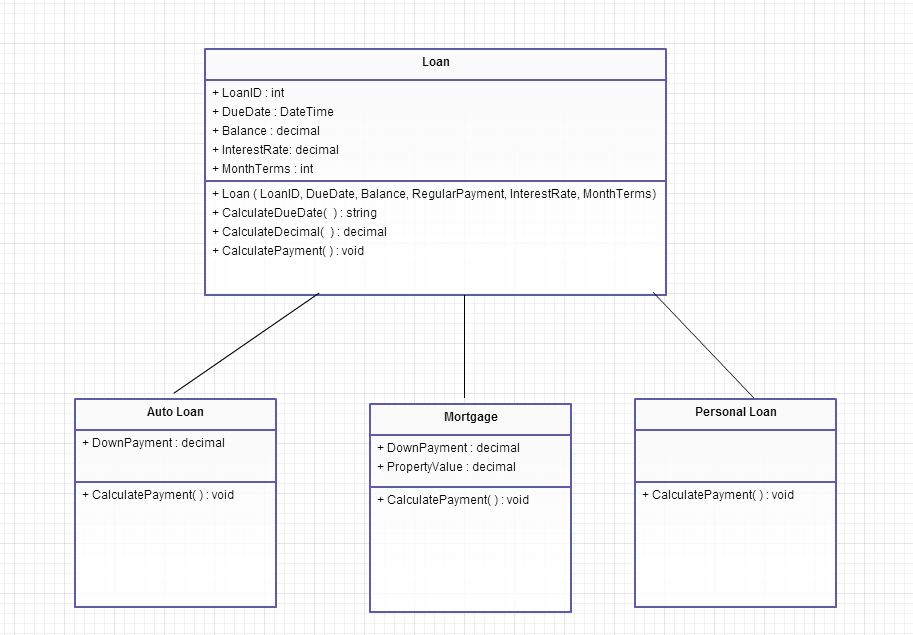 Loan
+ LoanID : int
+ DueDate : DateTime
+ Balance : decimal
+ InterestRate: decimal
+ MonthTerms : int
+ Loan ( LoanID, DueDate, Balance, RegularPayment, InterestRate, MonthTerms)
+ CalculateDueDate(  ) : string
+ CalculateDecimal(  ) : decimal
+ CalculatePayment( ) : void
Auto Loan
+ DownPayment : decimal
+ CalculatePayment( ) : void
Mortgage
+ DownPayment : decimal
+ PropertyValue : decimal
+ CalculatePayment( ) : void
Personal Loan
+ CalculatePayment( ) : void